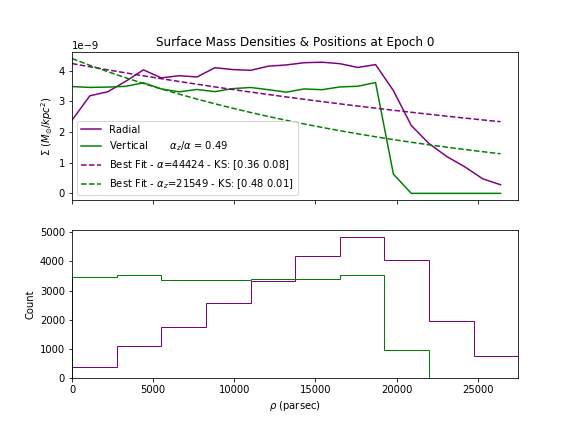 Surface Mass Densities & Positions at Epoch 0
1e−9
4
3
2
1
0
Σ (M⊙/kpc²)
Radial
Vertical α_z/α = 0.49
Best Fit - α=44424 - KS: [0.36 0.08]
Best Fit - α_z=21549 - KS: [0.48 0.01]
5000
4000
3000
2000
1000
0
Count
0 5000 10000 15000 20000 25000
ρ (parsec)